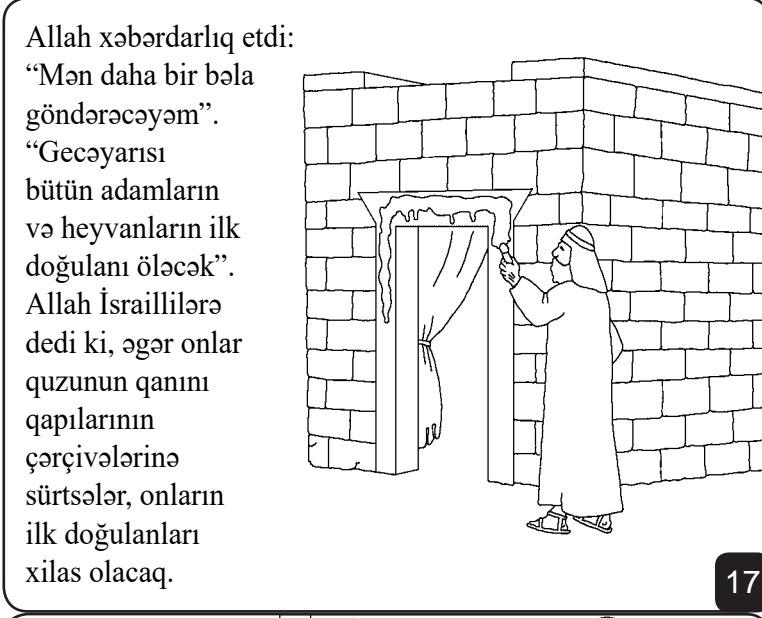 Allah xəbərdarlıq etdi:
“Mən daha bir bəla
göndərəcəyəm”.
“Gecəyarısı
bütün adamların
və heyvanların ilk
doğulanı öləcək”.
Allah İsraillilərə
dedi ki, əgər onlar
quzunun qanını
qapılarının
çərçivələrinə
sürtsələr, onların
ilk doğulanları
xilas olacaq.
17